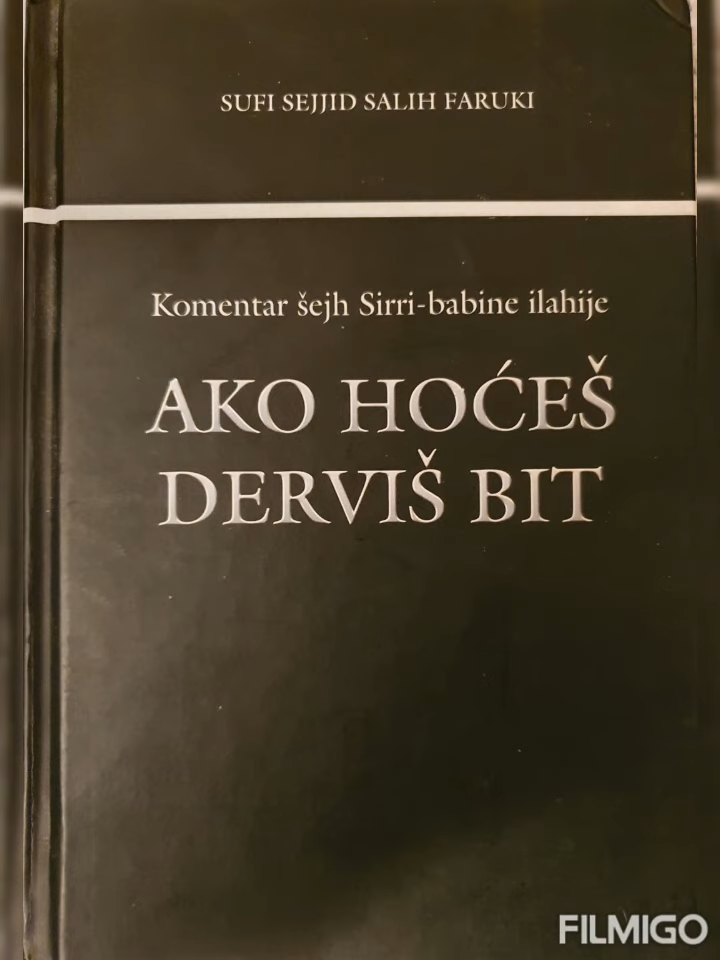 SUFI SEJJID SALIH FARUKI
Komentar šejh Sirri-babine ilahije
AKO HOĆEŠ
DERVIŠ BIT
FILMIGO